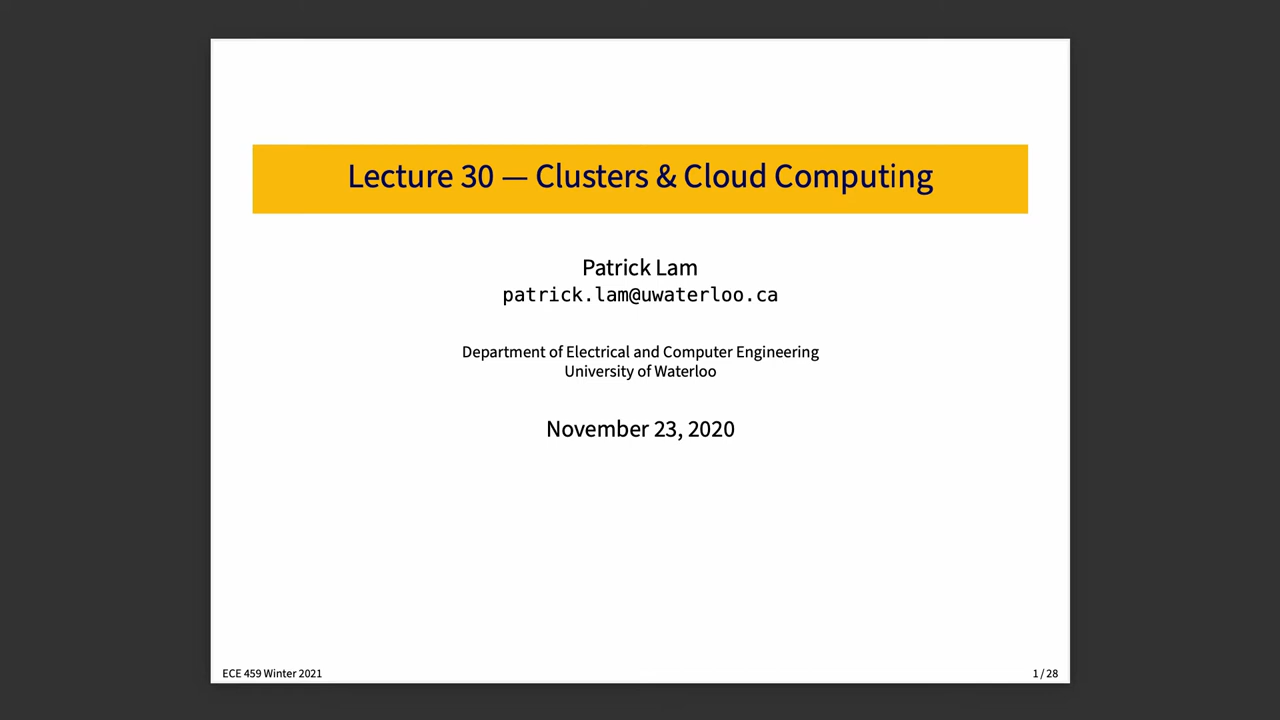 Lecture 30 — Clusters & Cloud Computing
Patrick Lam
patrick.lam@uwaterloo.ca
Department of Electrical and Computer Engineering
University of Waterloo
November 23, 2020
ECE 459 Winter 2021
1 / 28